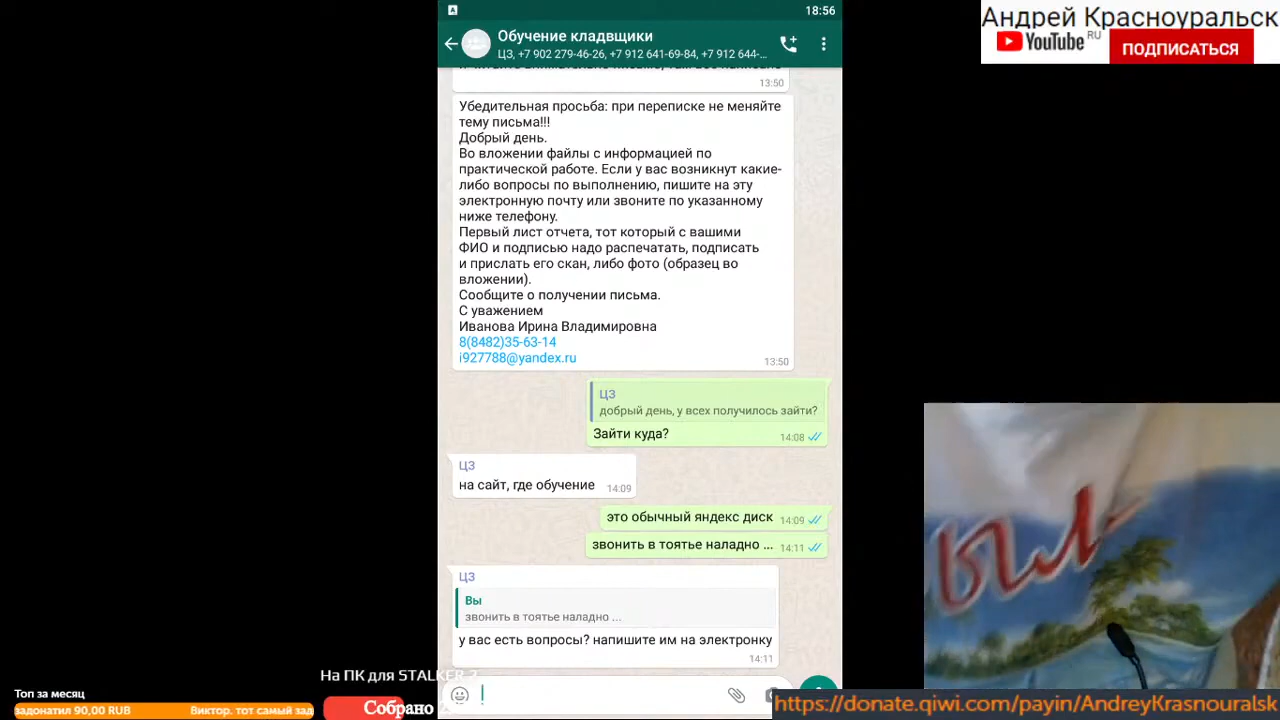 18:56
Обучение кладвщики
ЦЗ, +7 902 279-46-26, +7 912 641-69-84, +7 912 644-...
13:50
Убедительная просьба: при переписке не меняйте
тему письма!!!
Добрый день.
Во вложении файлы с информацией по
практической работе. Если у вас возникнут какие-
либо вопросы по выполнению, пишите на эту
электронную почту или звоните по указанному
ниже телефону.
Первый лист отчета, тот который с вашими
ФИО и подписью надо распечатать, подписать
и прислать его скан, либо фото (образец во
вложении).
Сообщите о получении письма.
С уважением
Иванова Ирина Владимировна
8(8482)35-63-14
i927788@yandex.ru
13:50
ЦЗ
добрый день, у всех получилось зайти?
Зайти куда?
14:08
ЦЗ
на сайт, где обучение
14:09
это обычный яндекс диск
14:09
звонить в тоятье наладно ...
14:11
ЦЗ
Вы
звонить в тоятье наладно ...
у вас есть вопросы? напишите им на электронку
14:11
Андрей Красноуральск
YouTube RU
ПОДПИСАТЬСЯ
ЫЛ
На ПК для STALKER 2
Топ за месяц
задонатил 90,00 RUB
Виктор. тот самый зад
Собрано
https://donate.qiwi.com/payin/AndreyKrasnouralsk